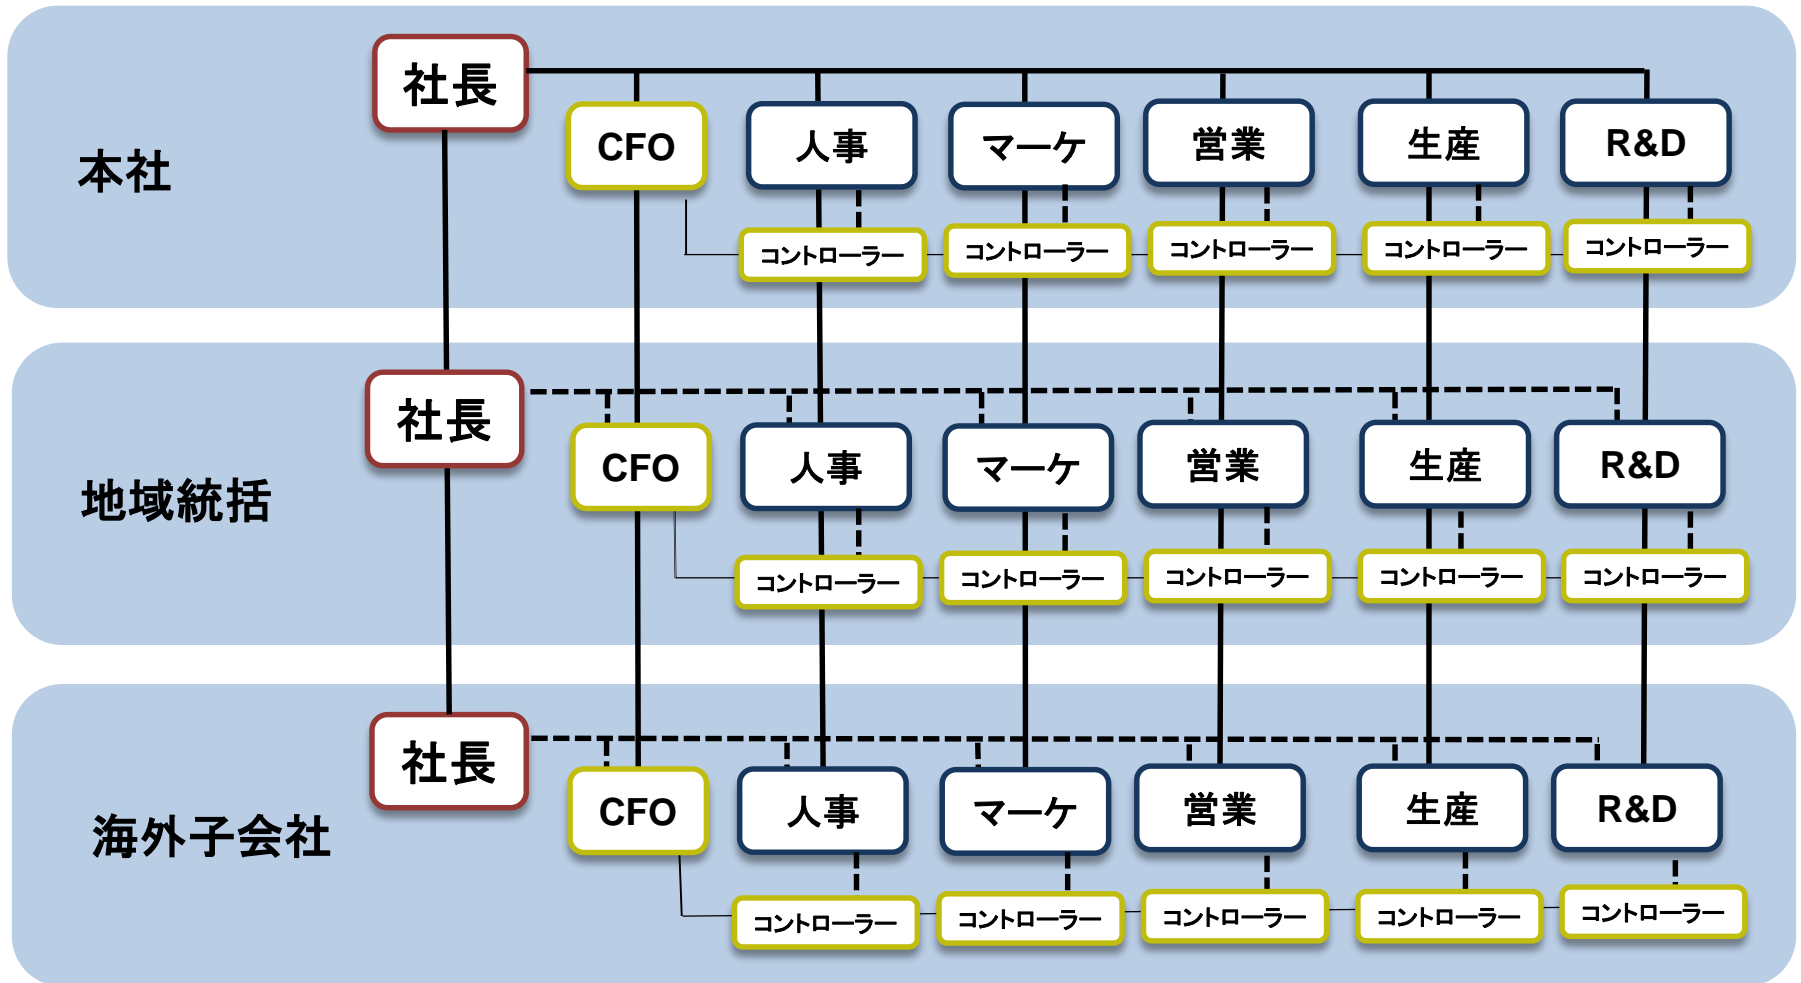 本社
社長
CFO
人事
マーケ
営業
生産
R&D
コントローラー
コントローラー
コントローラー
コントローラー
コントローラー
地域統括
社長
CFO
人事
マーケ
営業
生産
R&D
コントローラー
コントローラー
コントローラー
コントローラー
コントローラー
海外子会社
社長
CFO
人事
マーケ
営業
生産
R&D
コントローラー
コントローラー
コントローラー
コントローラー
コントローラー